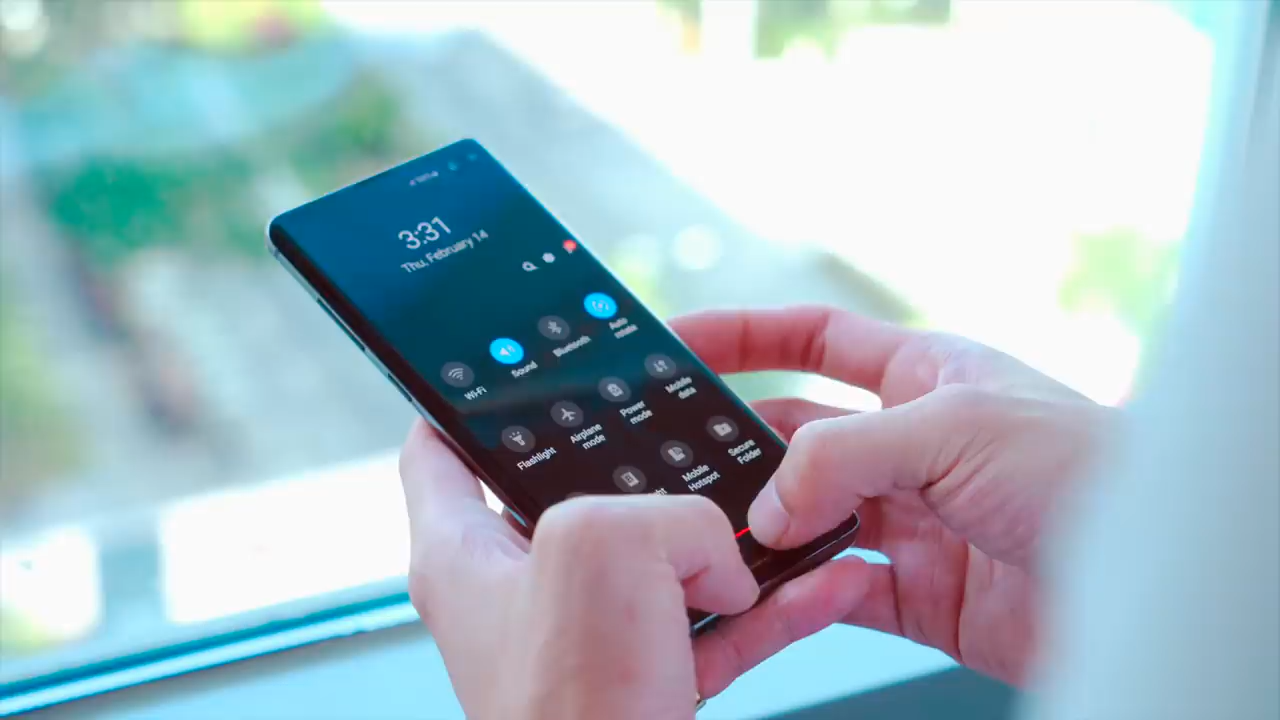 3:31
Thu, February 14
Wi-Fi
Sound
Bluetooth
Auto
rotate
Flashlight
Airplane
mode
Power
mode
Mobile
data
Mobile
Hotspot
Secure
Folder